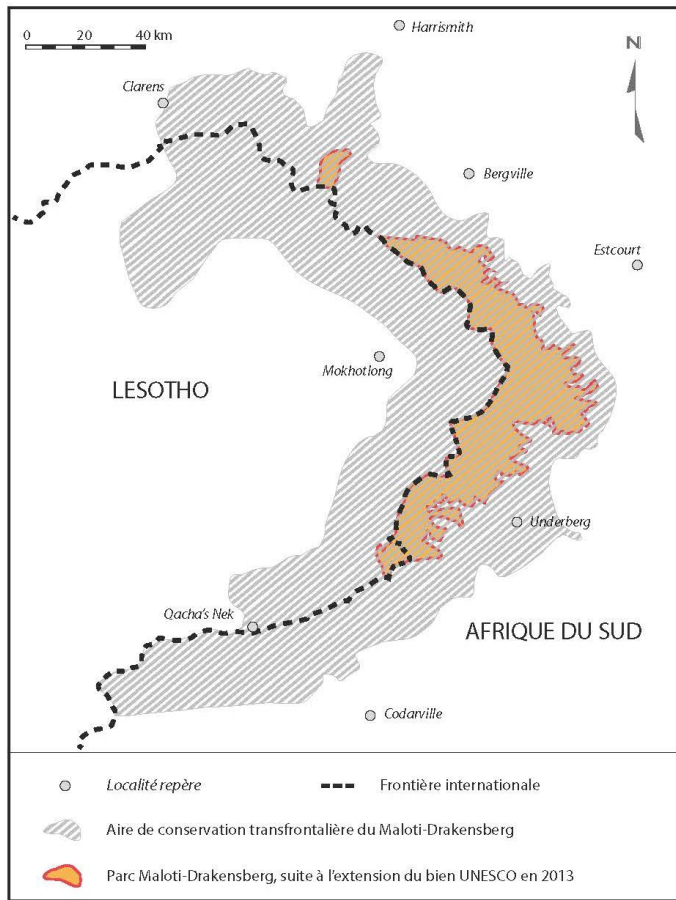 0 20 40 km
Harrismith
N
Clarens
Bergville
Estcourt
Mokhotlong
LESOTHO
Underberg
Qacha's Nek
AFRIQUE DU SUD
Codarville
Localité repère
Frontière internationale
Aire de conservation transfrontalière du Maloti-Drakensberg
Parc Maloti-Drakensberg, suite à l'extension du bien UNESCO en 2013